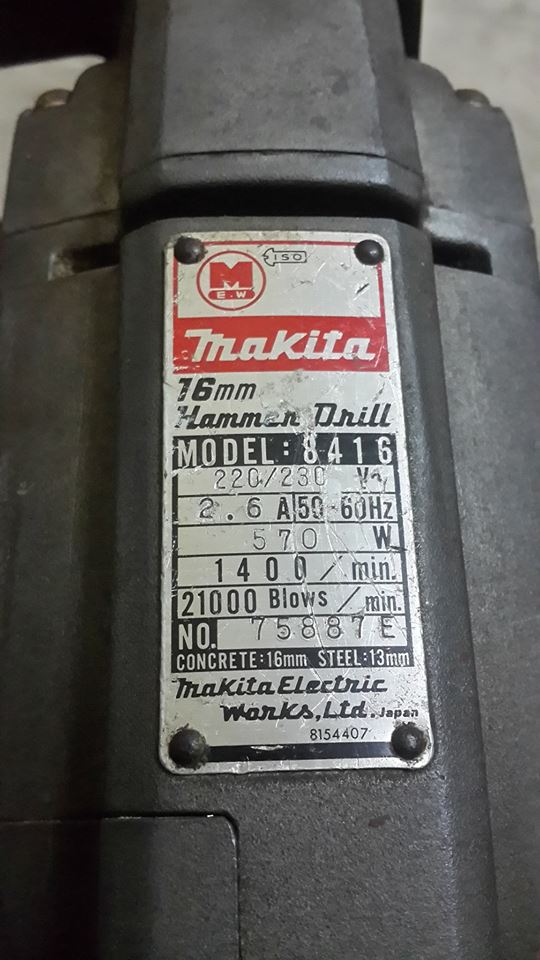 ISO
M
E.W
makita
16mm
Hammer Drill
MODEL: 8416
220/230 V~
2.6 A 50-60Hz
570 W
1400/min.
21000 Blows/min.
NO. 75887E
CONCRETE:16mm STEEL:13mm
Makita Electric
Works, Ltd. Japan
8154407